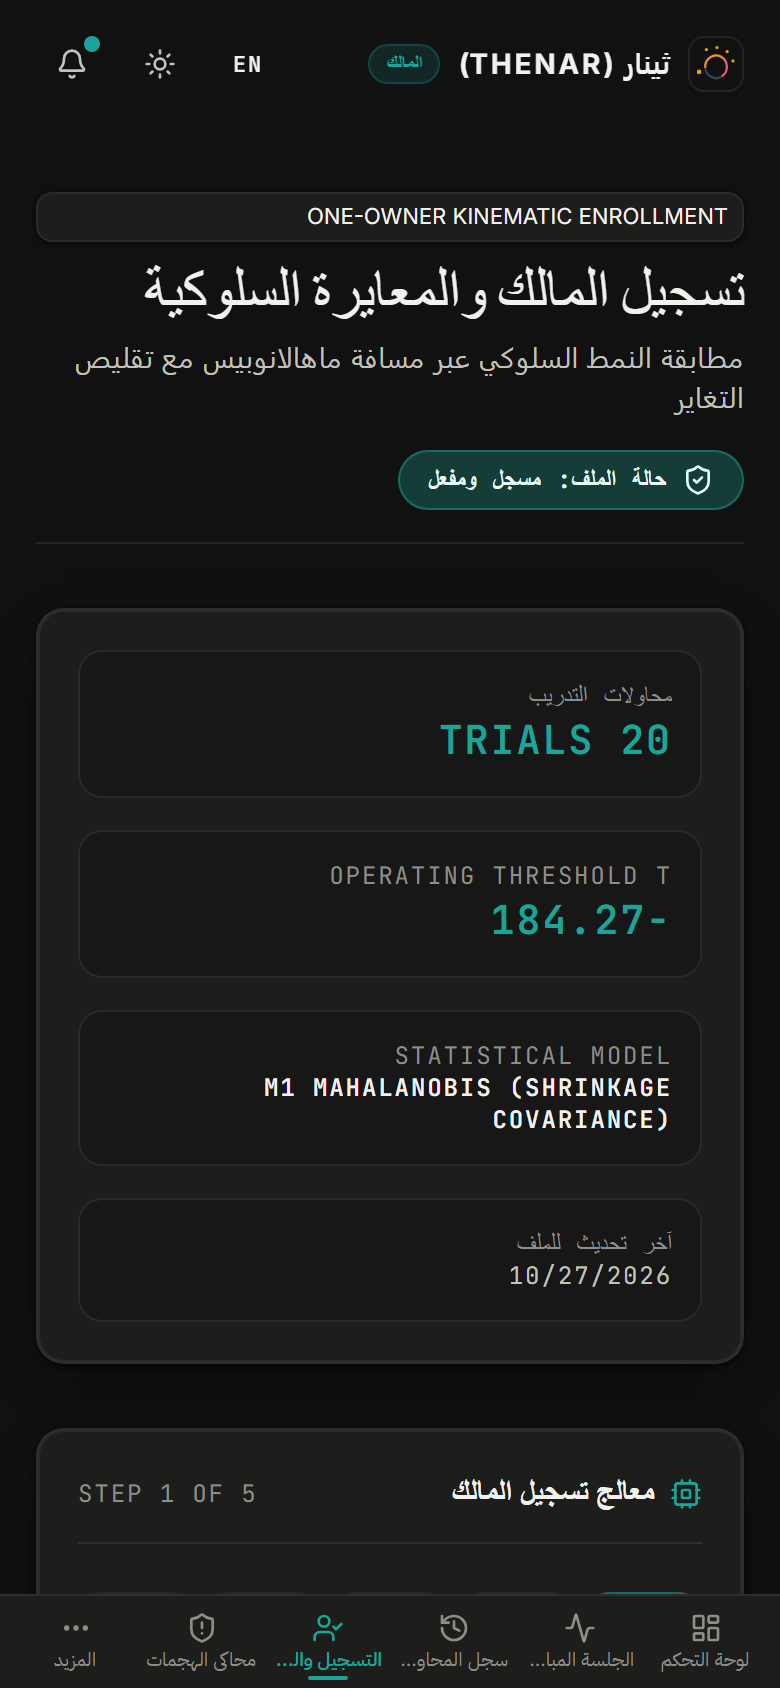 ثينار (THENAR)
المالك
EN
ONE-OWNER KINEMATIC ENROLLMENT
تسجيل المالك والمعايرة السلوكية
مطابقة النمط السلوكي عبر مسافة ماهالانوبيس مع تقليص
التغاير
حالة الملف: مسجل ومفعل
محاولات التدريب
TRIALS 20
OPERATING THRESHOLD T
184.27-
STATISTICAL MODEL
M1 MAHALANOBIS (SHRINKAGE
COVARIANCE)
آخر تحديث للملف
10/27/2026
معالج تسجيل المالك
STEP 1 OF 5
لوحة التحكم
الجلسة المبا...
سجل المحاو...
التسجيل وال...
محاكي الهجمات
المزيد